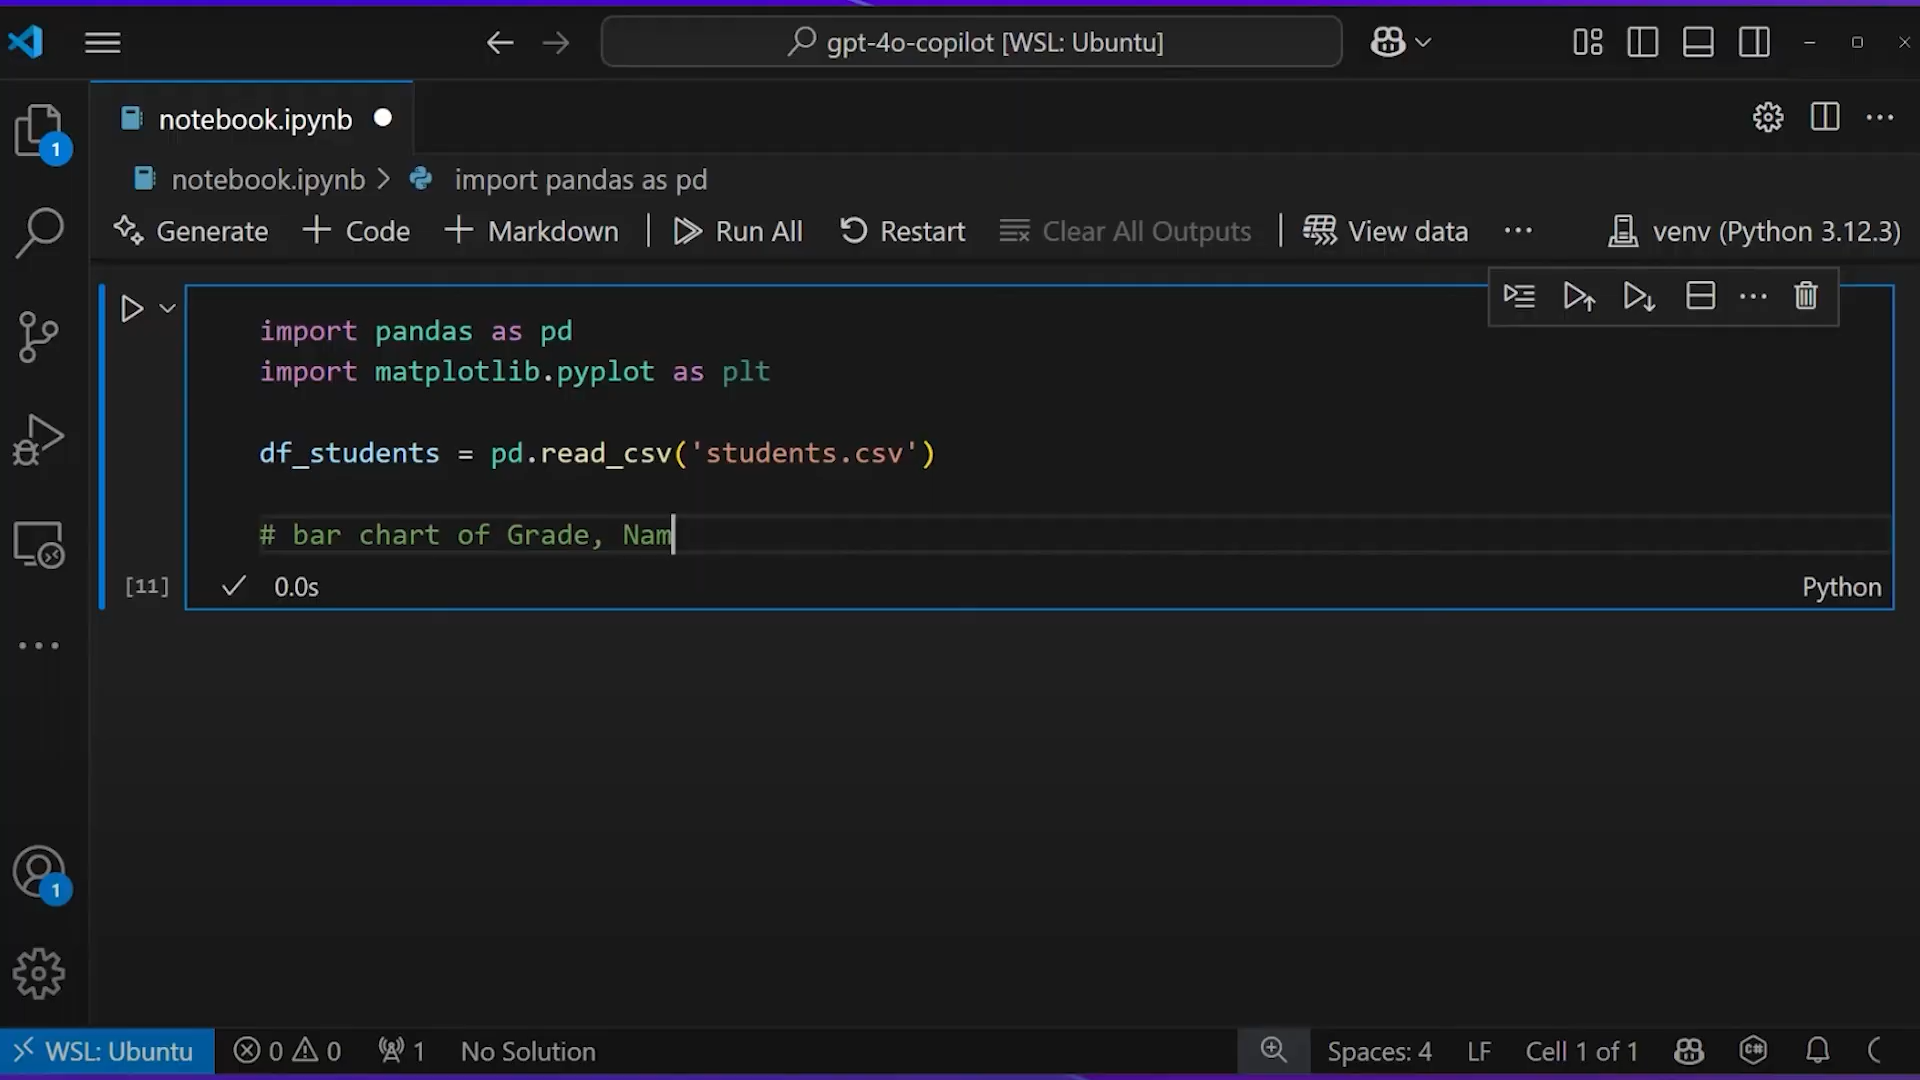 gpt-4o-copilot [WSL: Ubuntu]
notebook.ipynb
1
notebook.ipynb > import pandas as pd
Generate + Code + Markdown | Run All Restart Clear All Outputs | View data ... venv (Python 3.12.3)
import pandas as pd
import matplotlib.pyplot as plt
df_students = pd.read_csv('students.csv')
# bar chart of Grade, Nam
[11] 0.0s Python
1
WSL: Ubuntu 0 0 1 No Solution Spaces: 4 LF Cell 1 of 1 C#